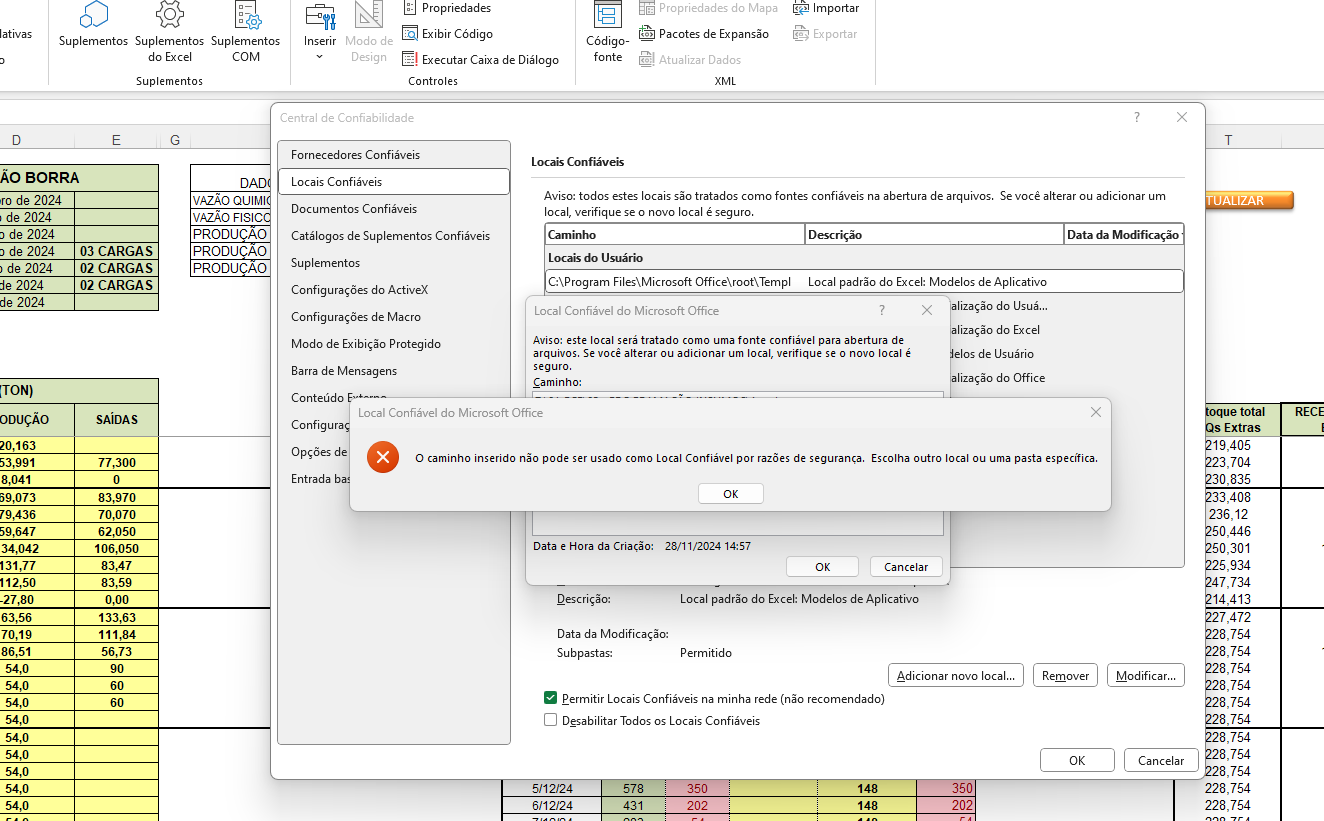 lativas
o
Suplementos
Suplementos
do Excel
Suplementos
COM
Suplementos
Inserir
Modo de
Design
Propriedades
Exibir Código
Executar Caixa de Diálogo
Controles
Código-
fonte
Propriedades do Mapa
Pacotes de Expansão
Atualizar Dados
Importar
Exportar
XML
D E G T
ÃO BORRA
bro de 2024
o de 2024
o de 2024
o de 2024 03 CARGAS
o de 2024 02 CARGAS
de 2024 02 CARGAS
de 2024
DADO
VAZÃO QUIMIC
VAZÃO FISICO
PRODUÇÃO
PRODUÇÃO
PRODUÇÃO
TUALIZAR
Central de Confiabilidade
?
Fornecedores Confiáveis
Locais Confiáveis
Documentos Confiáveis
Catálogos de Suplementos Confiáveis
Suplementos
Configurações do ActiveX
Configurações de Macro
Modo de Exibição Protegido
Barra de Mensagens
Conteúdo Externo
Configuraç
Opções de
Entrada bas
Locais Confiáveis
Aviso: todos estes locais são tratados como fontes confiáveis na abertura de arquivos. Se você alterar ou adicionar um
local, verifique se o novo local é seguro.
Caminho Descrição Data da Modificação
Locais do Usuário
C:\Program Files\Microsoft Office\root\Templ Local padrão do Excel: Modelos de Aplicativo
alização do Usuá...
alização do Excel
delos de Usuário
alização do Office
Local Confiável do Microsoft Office
?
Aviso: este local será tratado como uma fonte confiável para abertura de
arquivos. Se você alterar ou adicionar um local, verifique se o novo local é
seguro.
Caminho:
Local Confiável do Microsoft Office
O caminho inserido não pode ser usado como Local Confiável por razões de segurança. Escolha outro local ou uma pasta específica.
OK
Data e Hora da Criação: 28/11/2024 14:57
OK Cancelar
Descrição: Local padrão do Excel: Modelos de Aplicativo
Data da Modificação:
Subpastas: Permitido
Adicionar novo local... Remover Modificar...
Permitir Locais Confiáveis na minha rede (não recomendado)
Desabilitar Todos os Locais Confiáveis
OK Cancelar
(TON)
ODUÇÃO SAÍDAS
20,163
53,991 77,300
8,041 0
69,073 83,970
79,436 70,070
59,647 62,050
34,042 106,050
131,77 83,47
112,50 83,59
-27,80 0,00
63,56 133,63
70,19 111,84
86,51 56,73
54,0 90
54,0 60
54,0 60
54,0
54,0
54,0
54,0
54,0
54,0
54,0
toque total
Qs Extras
RECE
219,405
223,704
230,835
233,408
236,12
250,446
250,301
225,934
247,734
214,413
227,472
228,754
228,754
228,754
228,754
228,754
228,754
228,754
228,754
228,754
228,754
228,754
228,754
5/12/24 578 350 148 350
6/12/24 431 202 148 202